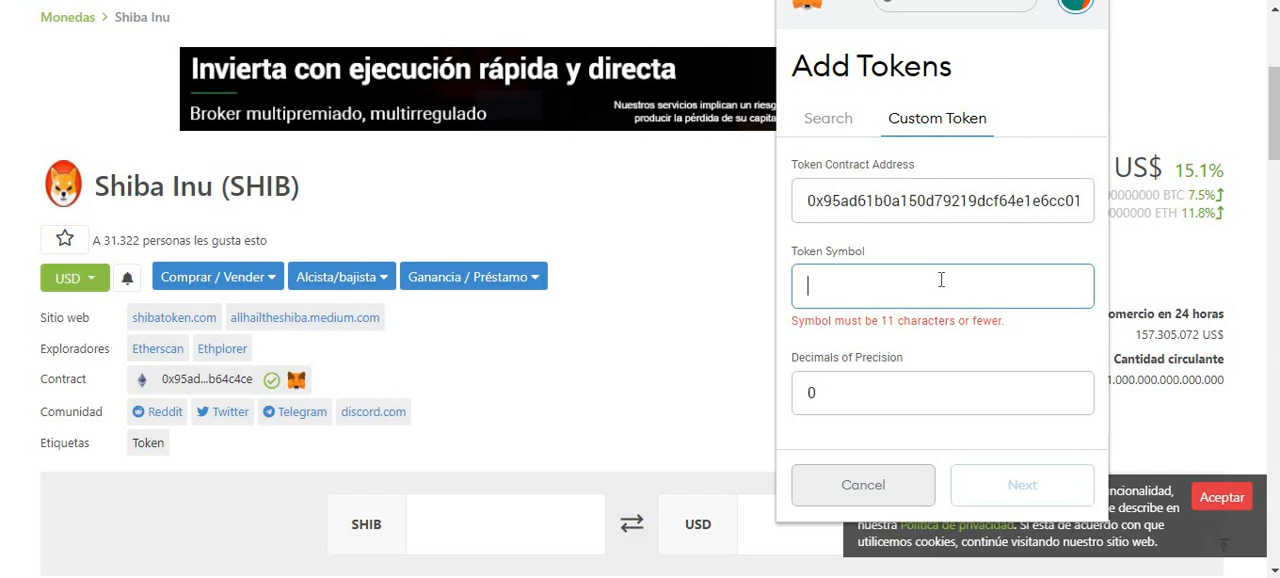 Monedas > Shiba Inu
Invierta con ejecución rápida y directa
Broker multipremiado, multirregulado
Nuestros servicios implican un riesg
producir la pérdida de su capita
Shiba Inu (SHIB)
A 31.322 personas les gusta esto
USD
Comprar / Vender
Alcista/bajista
Ganancia / Préstamo
Sitio web
shibatoken.com
allhailtheshiba.medium.com
Exploradores
Etherscan
Ethplorer
Contract
0x95ad...b64c4ce
Comunidad
Reddit
Twitter
Telegram
discord.com
Etiquetas
Token
SHIB
USD
Add Tokens
Search
Custom Token
Token Contract Address
0x95ad61b0a150d79219dcf64e1e6cc01
Token Symbol
Symbol must be 11 characters or fewer.
Decimals of Precision
0
Cancel
Next
US$ 15.1%
00000000 BTC 7.5%
000000 ETH 11.8%
omercio en 24 horas
157.305.072 US$
Cantidad circulante
1.000.000.000.000.000
ncionalidad,
e describe en
nuestra Política de privacidad. Si está de acuerdo con que
utilicemos cookies, continúe visitando nuestro sitio web.
Aceptar